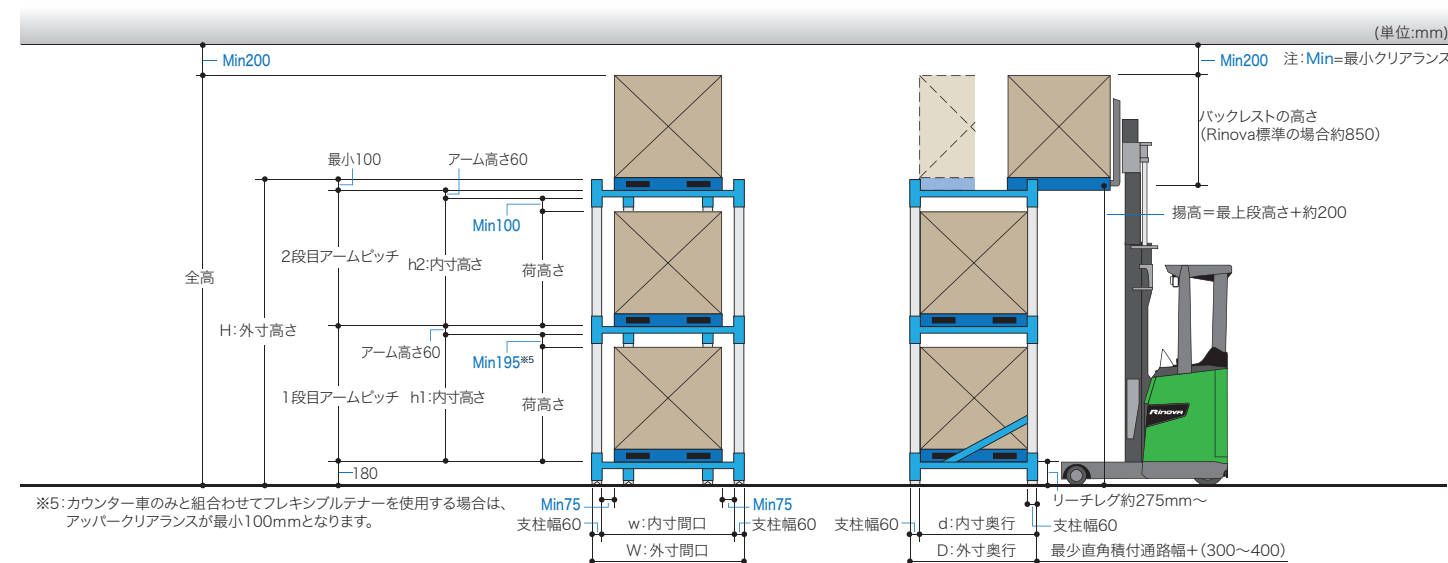 (単位:mm)
Min200
Min200 注:Min=最小クリアランス
バックレストの高さ
(Rinova標準の場合約850)
最小100
アーム高さ60
Min100
揚高=最上段高さ+約200
2段目アームピッチ
h2:内寸高さ
荷高さ
全高
H:外寸高さ
アーム高さ60
Min195※5
1段目アームピッチ
h1:内寸高さ
荷高さ
Rinova
180
※5:カウンター車のみと組合わせてフレキシブルテナーを使用する場合は、
アッパークリアランスが最小100mmとなります。
Min75
Min75
リーチレグ約275mm〜
支柱幅60
w:内寸間口
支柱幅60
支柱幅60
d:内寸奥行
支柱幅60
W:外寸間口
D:外寸奥行
最少直角積付通路幅+(300〜400)